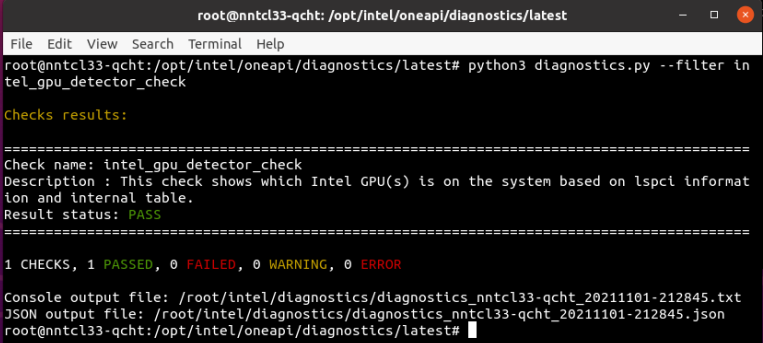 root@nntcl33-qcht: /opt/intel/oneapi/diagnostics/latest
File Edit View Search Terminal Help
root@nntcl33-qcht:/opt/intel/oneapi/diagnostics/latest# python3 diagnostics.py --filter in
tel_gpu_detector_check
Checks results:
==========================================================================================
Check name: intel_gpu_detector_check
Description : This check shows which Intel GPU(s) is on the system based on lspci informat
ion and internal table.
Result status: PASS
==========================================================================================
1 CHECKS, 1 PASSED, 0 FAILED, 0 WARNING, 0 ERROR
Console output file: /root/intel/diagnostics/diagnostics_nntcl33-qcht_20211101-212845.txt
JSON output file: /root/intel/diagnostics/diagnostics_nntcl33-qcht_20211101-212845.json
root@nntcl33-qcht:/opt/intel/oneapi/diagnostics/latest#